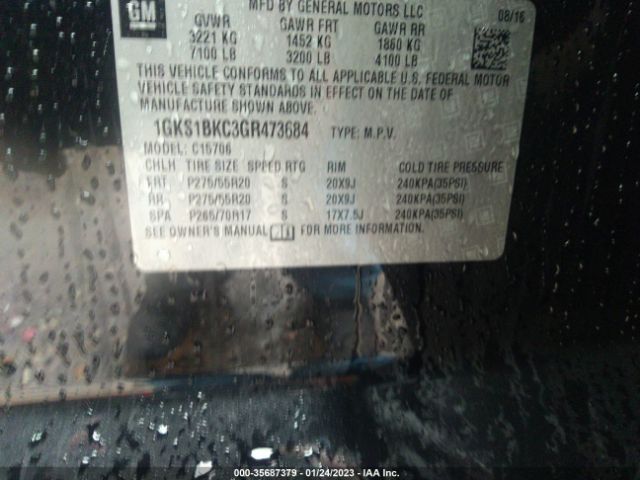 GM
MFD BY GENERAL MOTORS LLC 08/16
GVWR GAWR FRT GAWR RR
3221 KG 1452 KG 1860 KG
7100 LB 3200 LB 4100 LB
THIS VEHICLE CONFORMS TO ALL APPLICABLE U.S. FEDERAL MOTOR
VEHICLE SAFETY STANDARDS IN EFFECT ON THE DATE OF
MANUFACTURE SHOWN ABOVE.
1GKS1BKC3GR473684 TYPE: M.P.V.
MODEL: C15706
CHLH TIRE SIZE SPEED RTG RIM COLD TIRE PRESSURE
FRT P275/55R20 S 20X9J 240KPA(35PSI)
RR P275/55R20 S 20X9J 240KPA(35PSI)
SPA P265/70R17 S 17X7.5J 240KPA(35PSI)
SEE OWNER'S MANUAL FOR MORE INFORMATION.
000-35687379 - 01/24/2023 - IAA Inc.